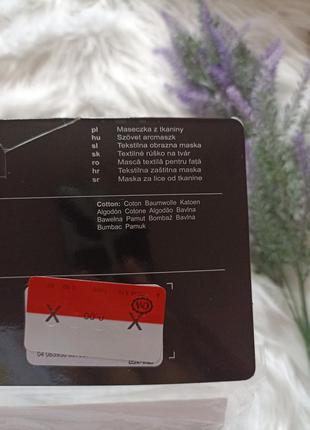 pl Maseczka z tkaniny
hu Szövet arcmaszk
sl Tekstilna obrazna maska
sk Textilné rúško na tvár
ro Mască textilă pentru față
hr Tekstilna zaštitna maska
sr Maska za lice od tkanine
Cotton: Coton Baumwolle Katoen
Algodón Cotone Algodão Bavlna
Bawełna Pamut Bombaž Bavlna
Bumbac Pamuk
X X